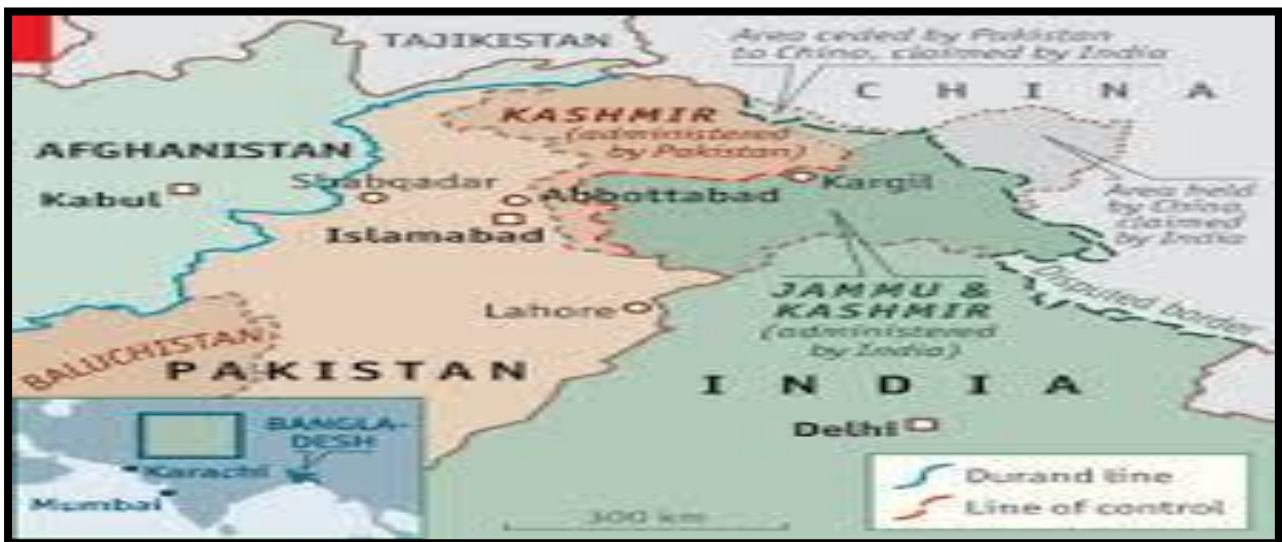 TAJIKISTAN
Area ceded by Pakistan
to China, claimed by India
C H I N A
KASHMIR
(administered
by Pakistan)
AFGHANISTAN
Kabul
Shabqadar
Abbottabad
Kargil
Islamabad
Area held
by China,
claimed
by India
Disputed border
Lahore
JAMMU &
KASHMIR
(administered
by India)
BALUCHISTAN
P A K I S T A N
I N D I A
Delhi
BANGLA-
DESH
Karachi
Mumbai
300 km
Durand line
Line of control